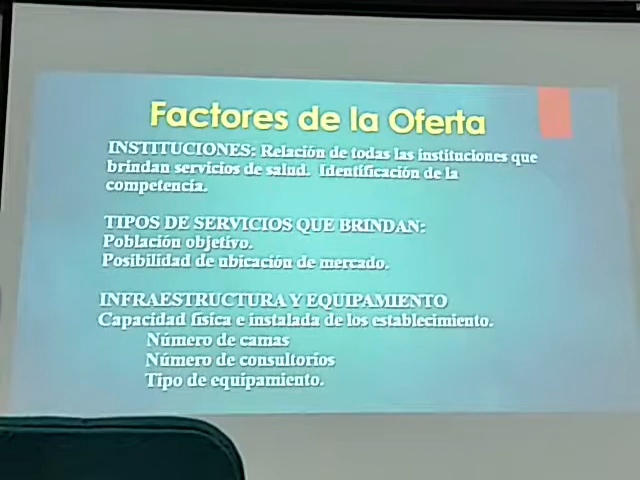 Factores de la Oferta
INSTITUCIONES: Relación de todas las instituciones que
brindan servicios de salud. Identificación de la
competencia.
TIPOS DE SERVICIOS QUE BRINDAN:
Población objetivo.
Posibilidad de ubicación de mercado.
INFRAESTRUCTURA Y EQUIPAMIENTO
Capacidad física e instalada de los establecimiento.
Número de camas
Número de consultorios
Tipo de equipamiento.